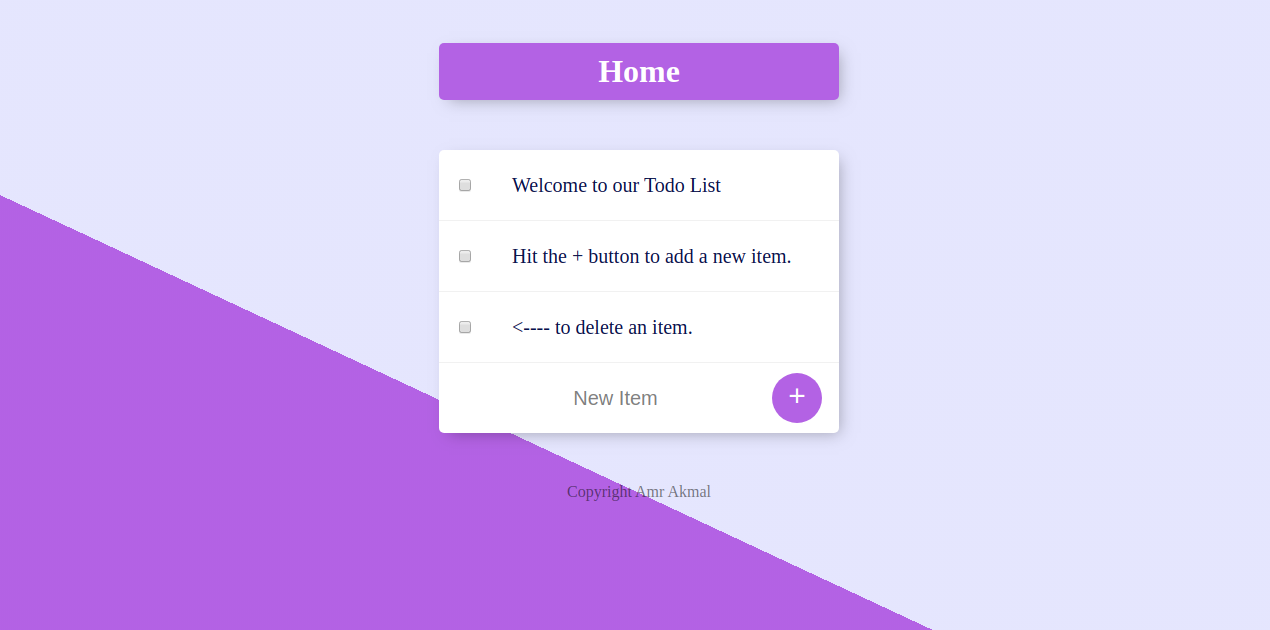 Home
Welcome to our Todo List
Hit the + button to add a new item.
<---- to delete an item.
New Item +
Copyright Amr Akmal